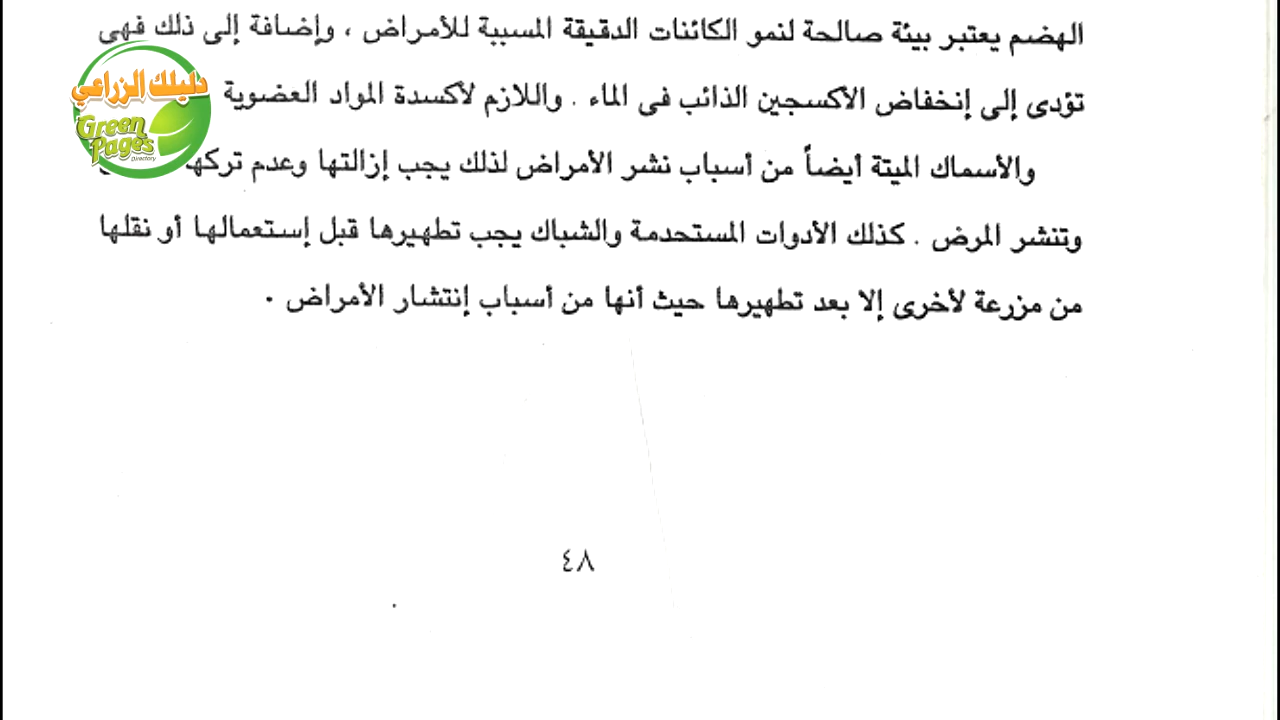 الهضم يعتبر بيئة صالحة لنمو الكائنات الدقيقة المسببة للأمراض ، وإضافة إلى ذلك فهى
تؤدى إلى إنخفاض الأكسجين الذائب فى الماء . واللازم لأكسدة المواد العضوية
والأسماك الميتة أيضاً من أسباب نشر الأمراض لذلك يجب إزالتها وعدم تركها
وتنشر المرض . كذلك الأدوات المستحدمة والشباك يجب تطهيرها قبل إستعمالها أو نقلها
من مزرعة لأخرى إلا بعد تطهيرها حيث أنها من أسباب إنتشار الأمراض .
٤٨
دليلك الزراعي
Green
Pages
Directory